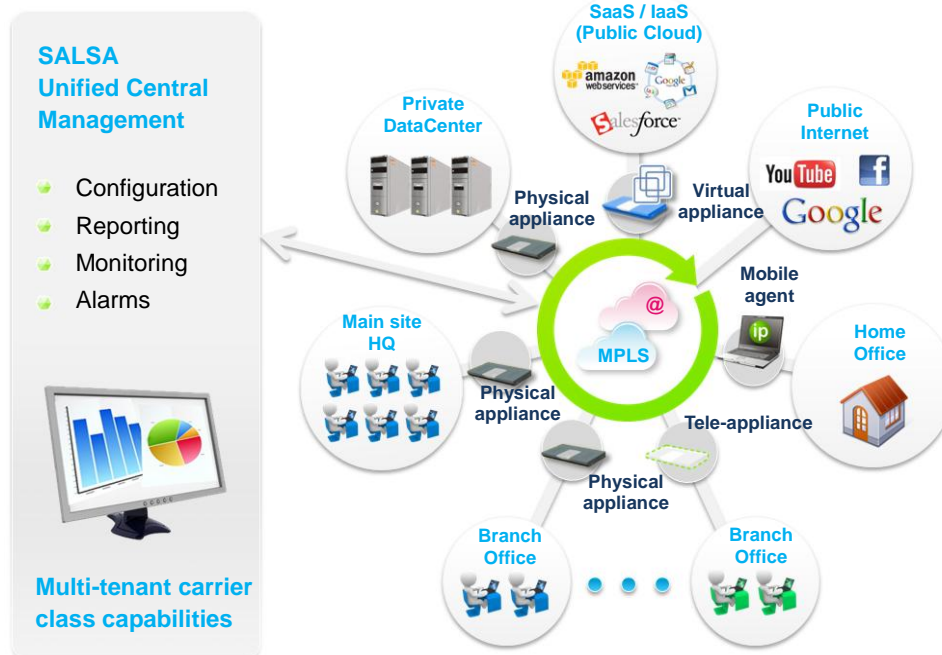 SALSA
Unified Central
Management
Configuration
Reporting
Monitoring
Alarms
Multi-tenant carrier
class capabilities
SaaS / IaaS
(Public Cloud)
amazon
webservices™
Google
Salesforce
Private
DataCenter
Public
Internet
YouTube
f
Google
Physical
appliance
Virtual
appliance
Mobile
agent
ip
@
MPLS
Main site
HQ
Physical
appliance
Home
Office
Tele-appliance
Physical
appliance
Branch
Office
Branch
Office